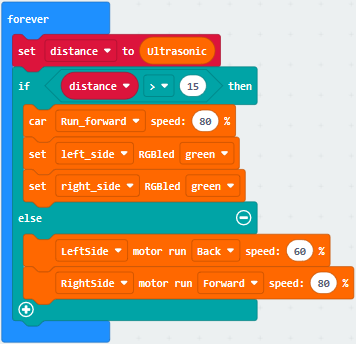 forever
set distance to Ultrasonic
if distance > 15 then
car Run_forward speed: 80 %
set left_side RGBled green
set right_side RGBled green
else
LeftSide motor run Back speed: 60 %
RightSide motor run Forward speed: 80 %